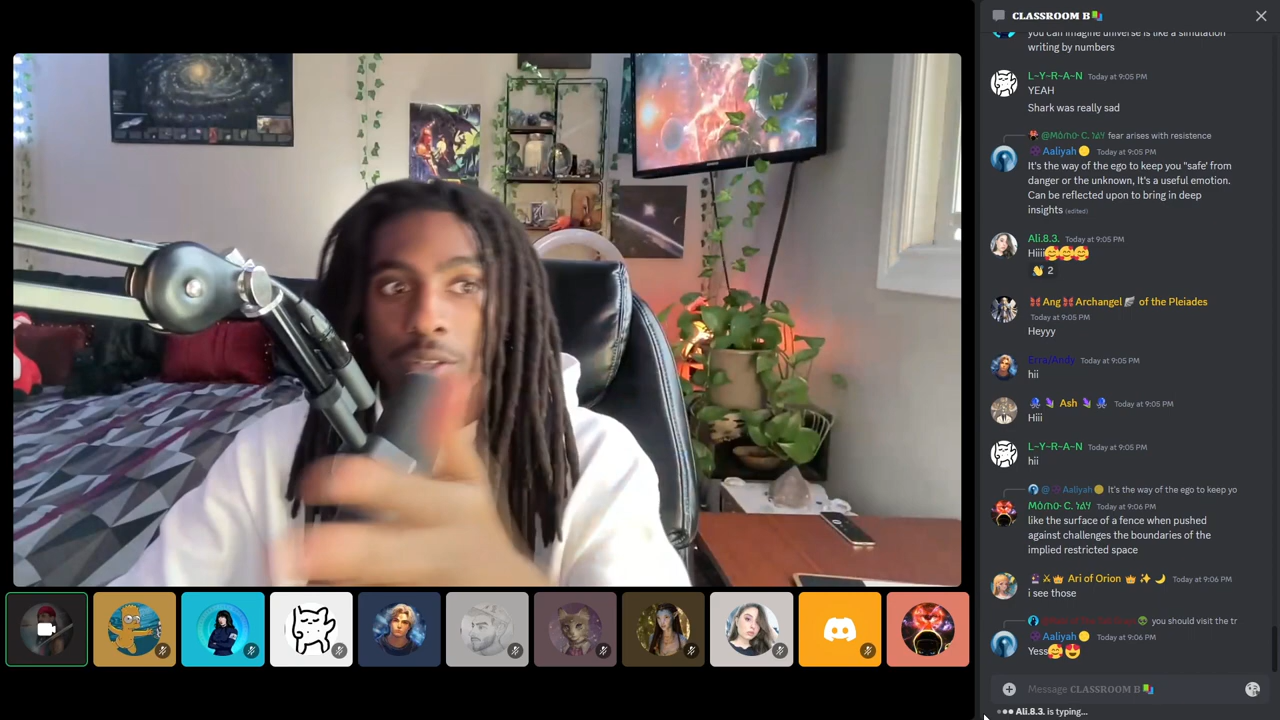 CLASSROOM B
you can imagine universe is like a simulation
writing by numbers
L~Y~R~A~N Today at 9:05 PM
YEAH
Shark was really sad
fear arises with resistence
Aaliyah Today at 9:05 PM
It's the way of the ego to keep you "safe' from
danger or the unknown, It's a useful emotion.
Can be reflected upon to bring in deep
insights (edited)
Ali.8.3. Today at 9:05 PM
Hiiii🥰🥰🥰
👋 2
Ang Archangel of the Pleiades
Today at 9:05 PM
Heyyy
Erra/Andy Today at 9:05 PM
hii
Ash Today at 9:05 PM
Hiii
L~Y~R~A~N Today at 9:05 PM
hii
@ Aaliyah It's the way of the ego to keep yo
Today at 9:06 PM
like the surface of a fence when pushed
against challenges the boundaries of the
implied restricted space
Ari of Orion Today at 9:06 PM
i see those
you should visit the tr
Aaliyah Today at 9:06 PM
Yess🥰😍
Message CLASSROOM B
Ali.8.3. is typing...